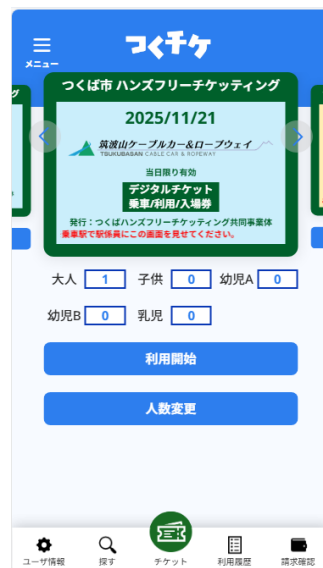 つくチケ
メニュー
つくば市 ハンズフリーチケッティング
2025/11/21
筑波山ケーブルカー&ロープウェイ
TSUKUBASAN CABLE CAR & ROPEWAY
当日限り有効
デジタルチケット
乗車/利用/入場券
発行：つくばハンズフリーチケッティング共同事業体
乗車駅で駅係員にこの画面を見せてください。
大人 1 子供 0 幼児A 0
幼児B 0 乳児 0
利用開始
人数変更
ユーザ情報 探す チケット 利用履歴 請求確認